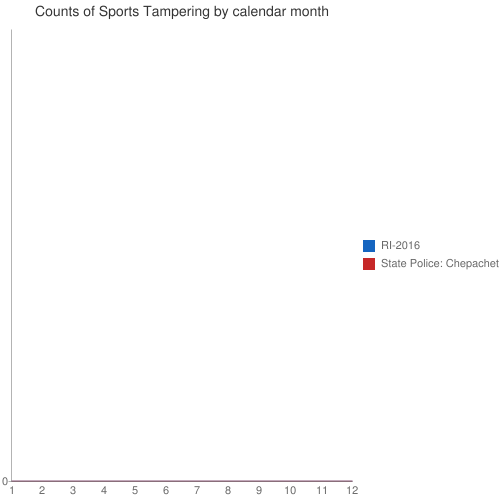 Counts of Sports Tampering by calendar month
RI-2016
State Police: Chepachet
0
1 2 3 4 5 6 7 8 9 10 11 12